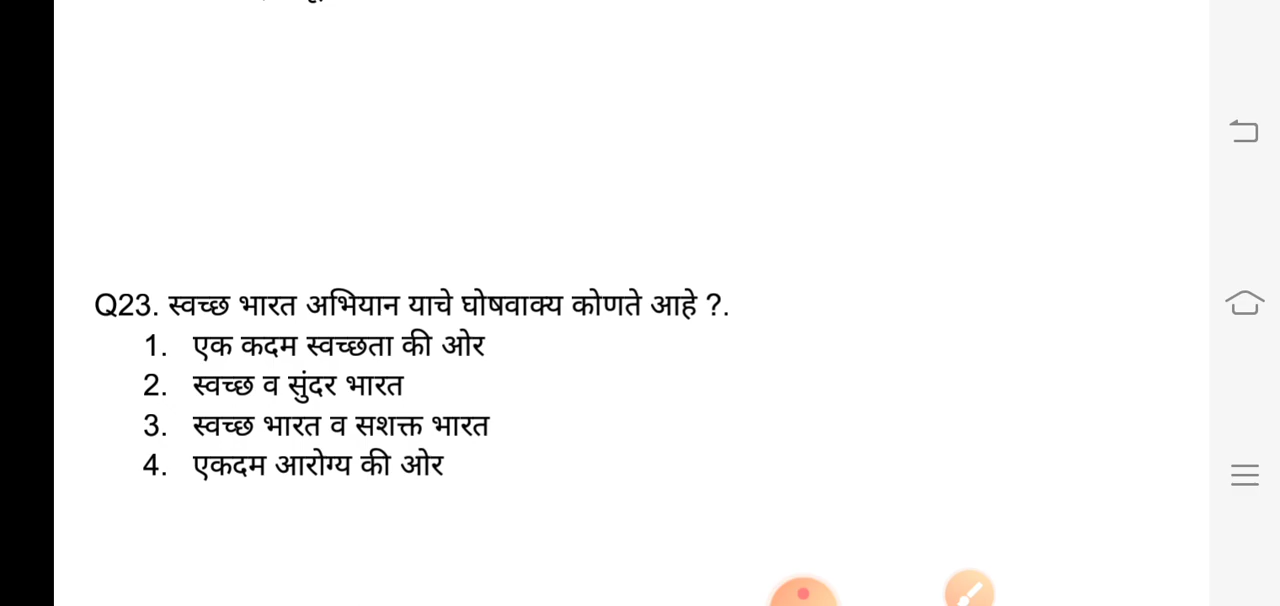 Q23. स्वच्छ भारत अभियान याचे घोषवाक्य कोणते आहे ?.
1. एक कदम स्वच्छता की ओर
2. स्वच्छ व सुंदर भारत
3. स्वच्छ भारत व सशक्त भारत
4. एकदम आरोग्य की ओर